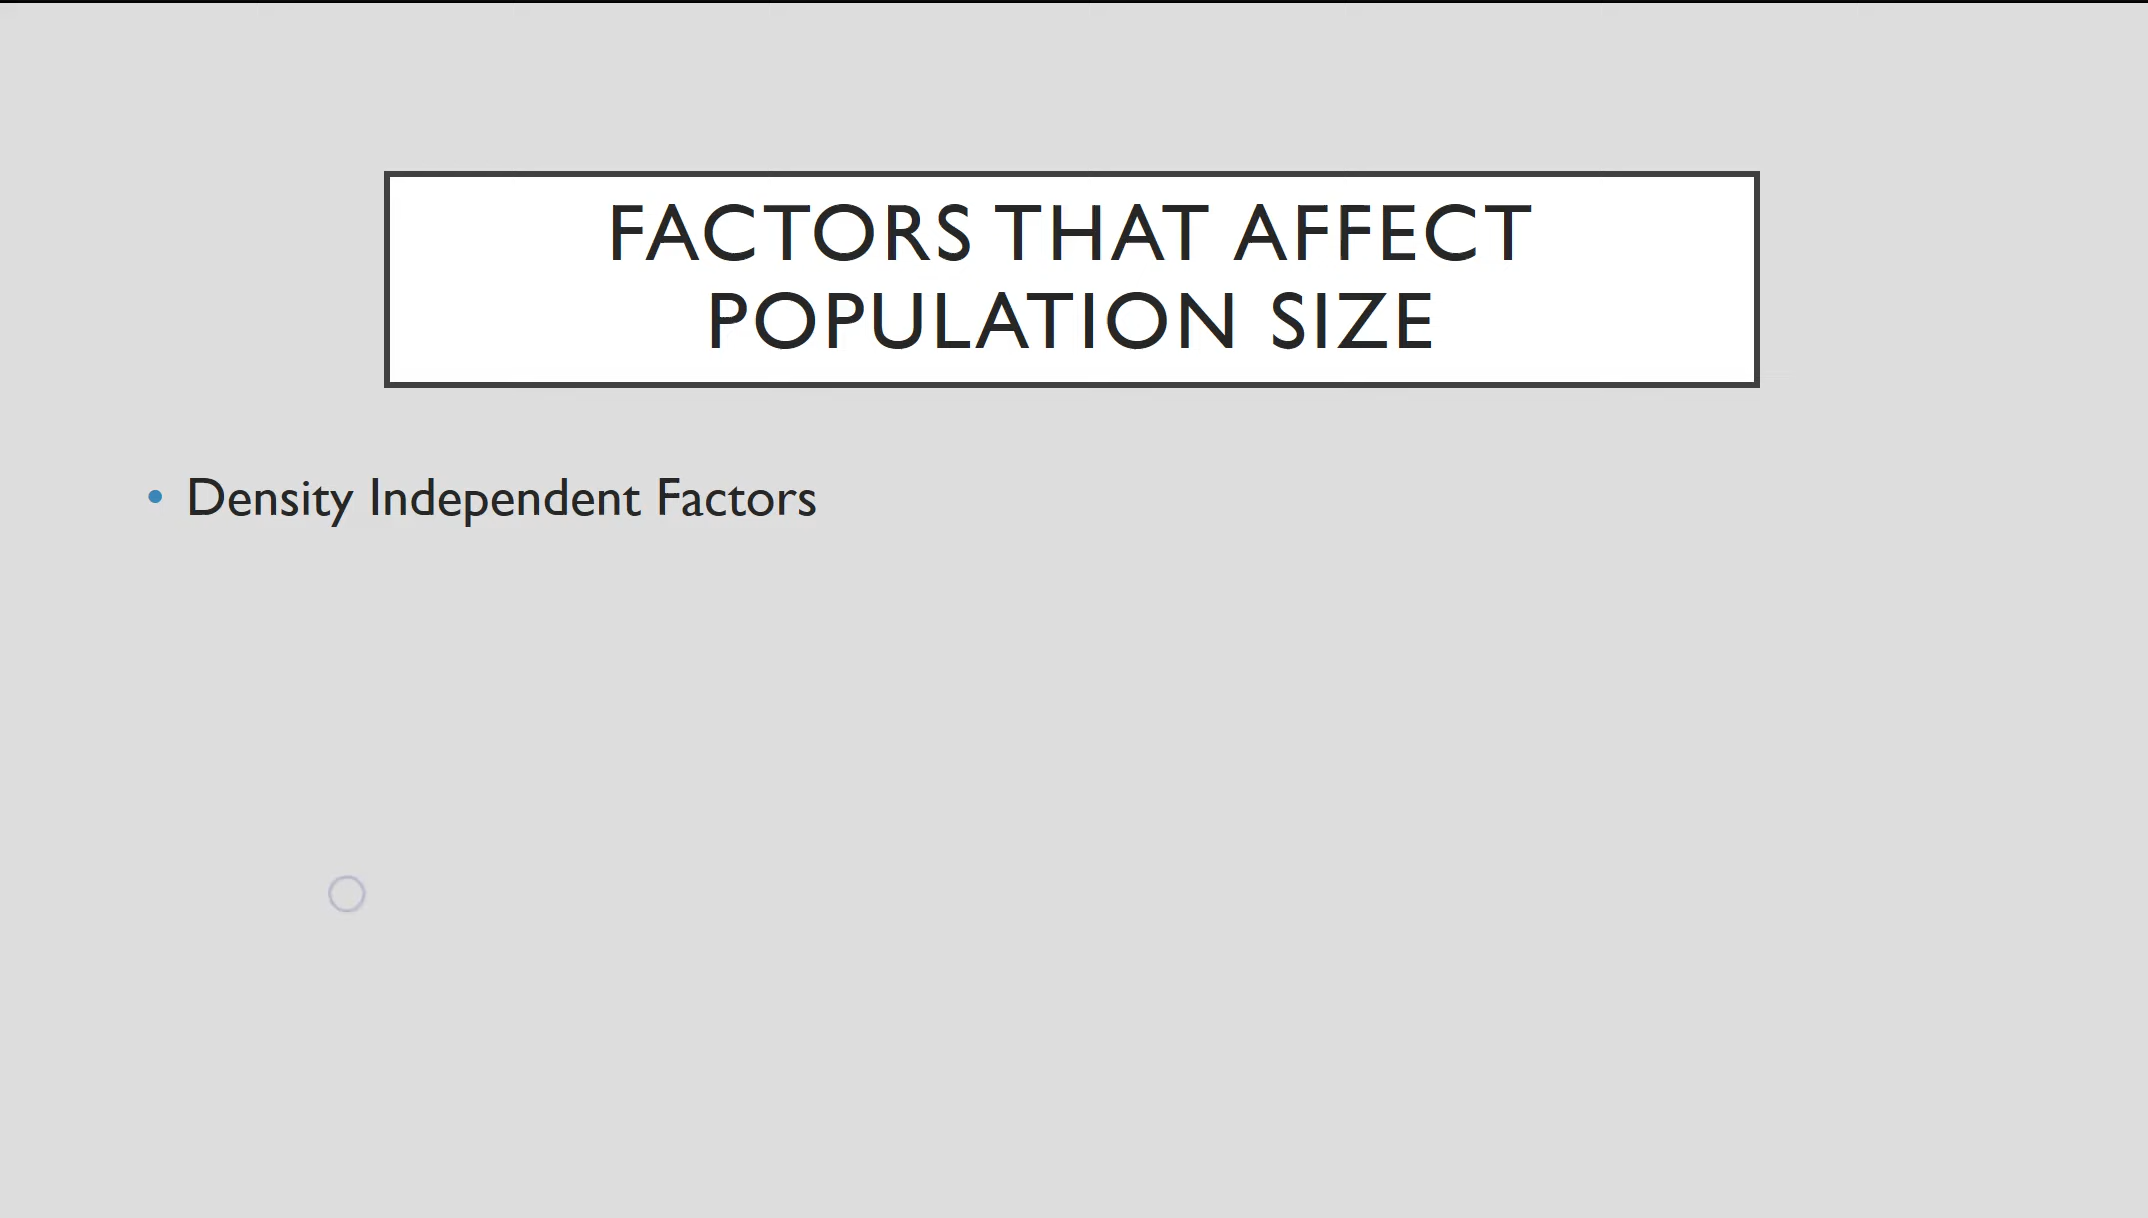 FACTORS THAT AFFECT
POPULATION SIZE
• Density Independent Factors